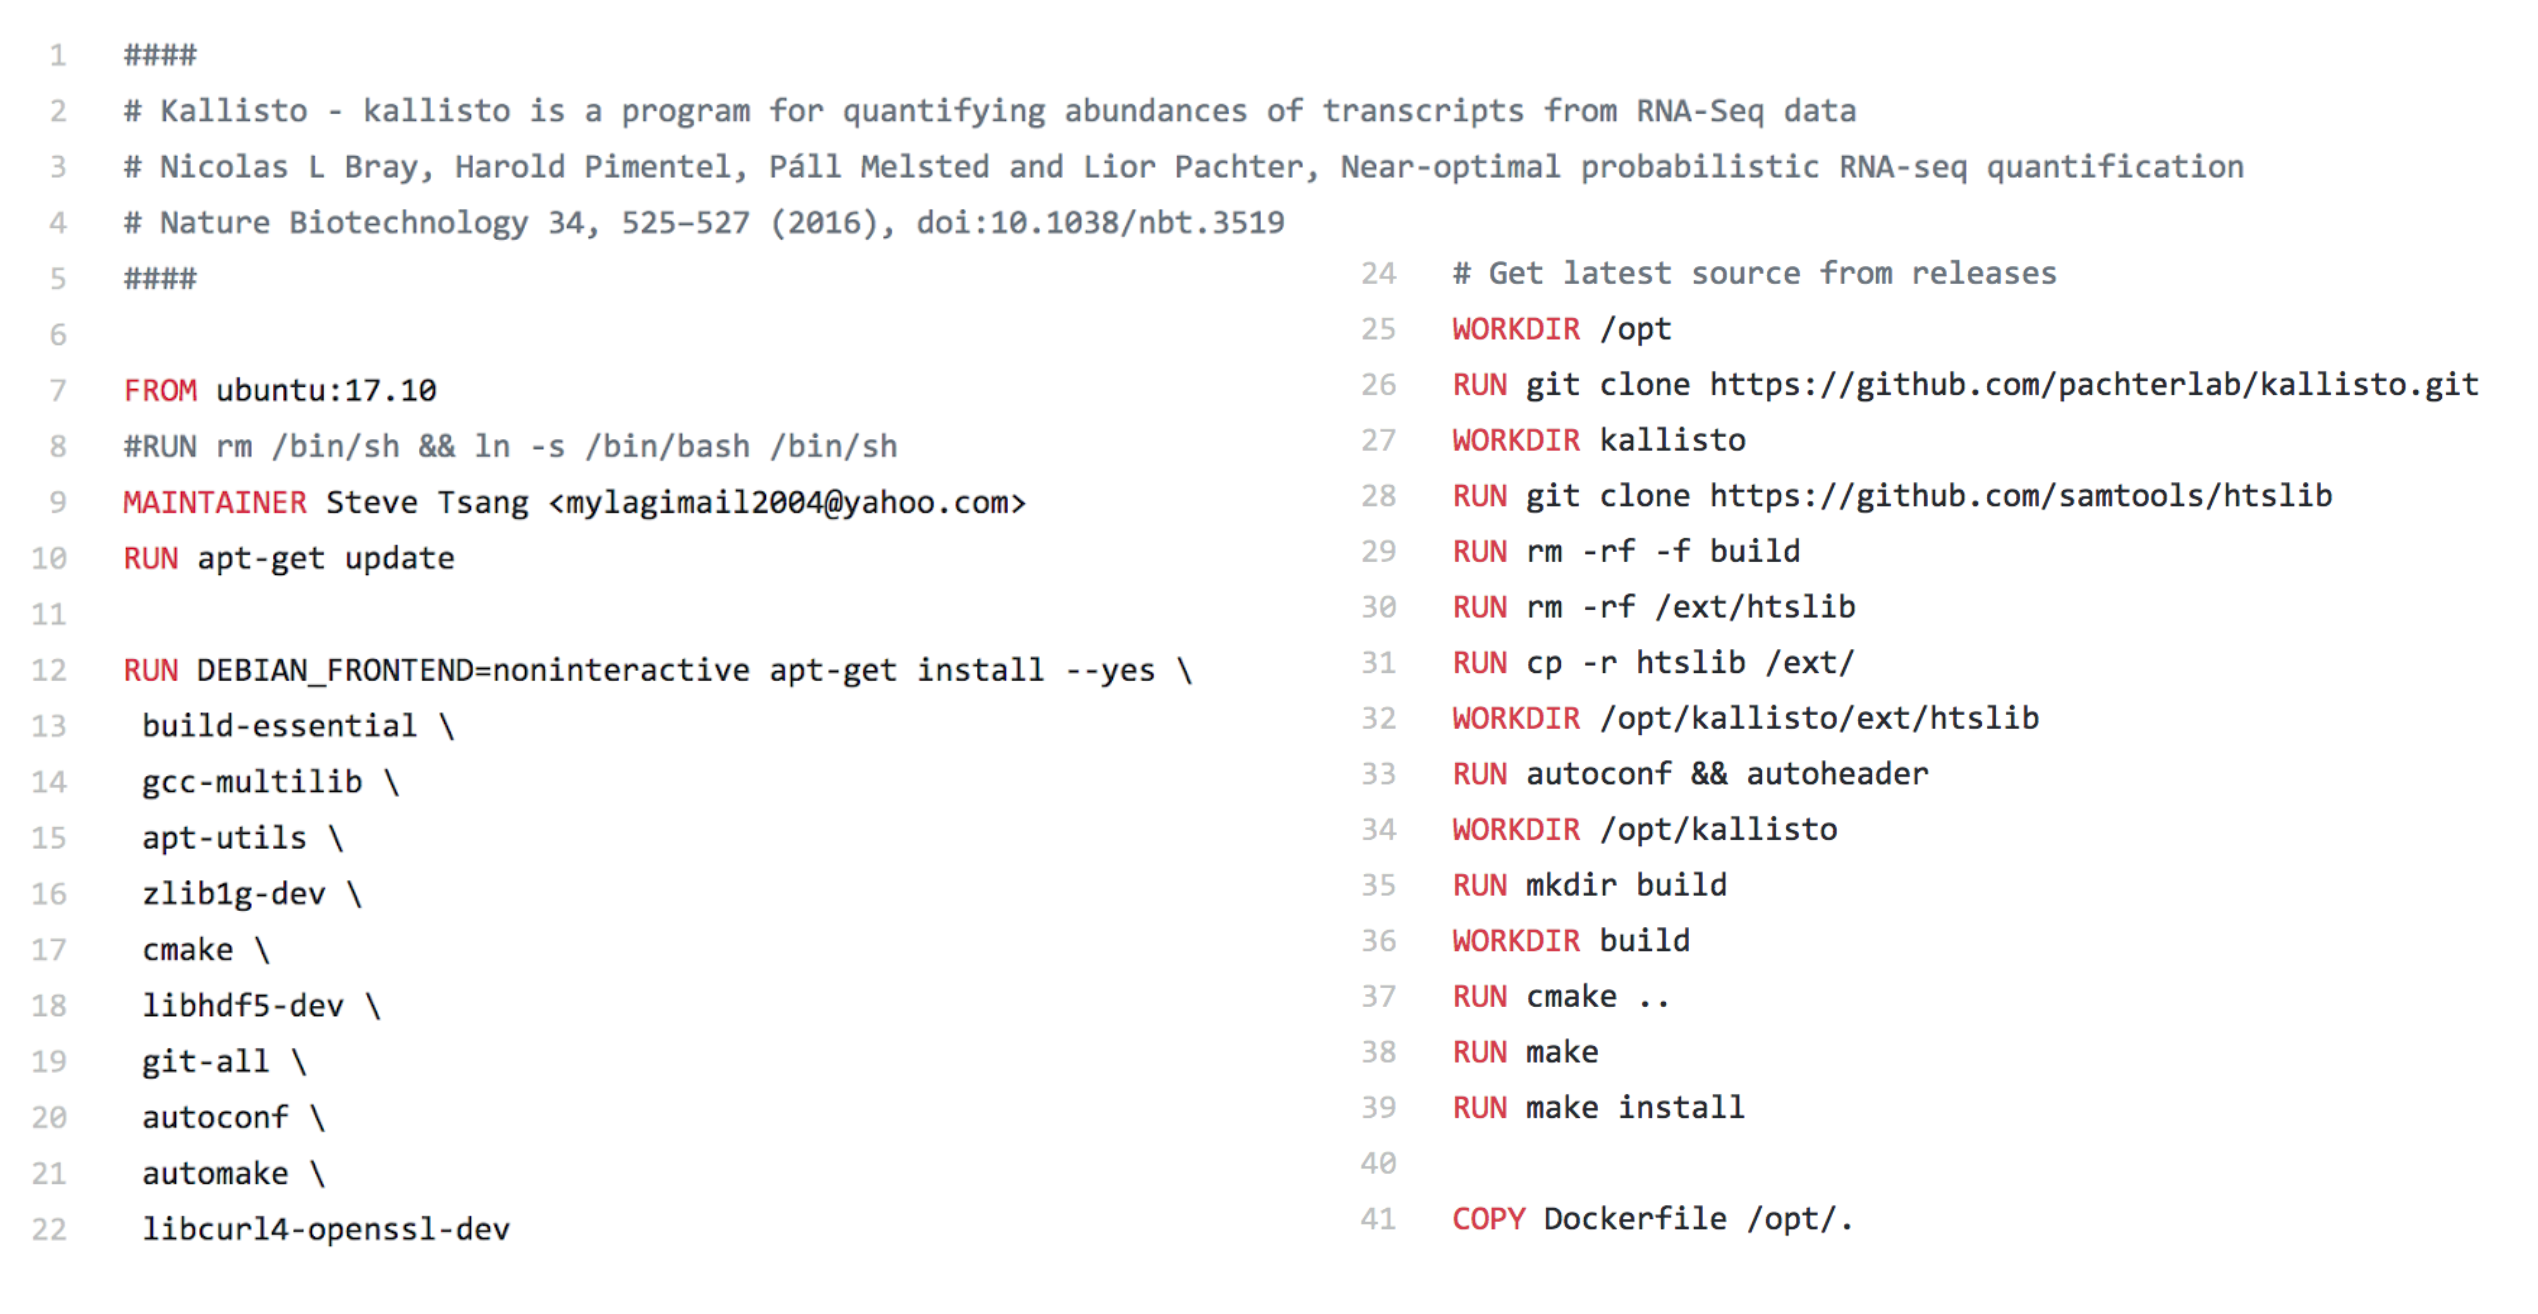 1 ####
2 # Kallisto - kallisto is a program for quantifying abundances of transcripts from RNA-Seq data
3 # Nicolas L Bray, Harold Pimentel, Páll Melsted and Lior Pachter, Near-optimal probabilistic RNA-seq quantification
4 # Nature Biotechnology 34, 525–527 (2016), doi:10.1038/nbt.3519
5 ####
6
7 FROM ubuntu:17.10
8 #RUN rm /bin/sh && ln -s /bin/bash /bin/sh
9 MAINTAINER Steve Tsang <mylagimail2004@yahoo.com>
10 RUN apt-get update
11
12 RUN DEBIAN_FRONTEND=noninteractive apt-get install --yes \
13 build-essential \
14 gcc-multilib \
15 apt-utils \
16 zlib1g-dev \
17 cmake \
18 libhdf5-dev \
19 git-all \
20 autoconf \
21 automake \
22 libcurl4-openssl-dev
24 # Get latest source from releases
25 WORKDIR /opt
26 RUN git clone https://github.com/pachterlab/kallisto.git
27 WORKDIR kallisto
28 RUN git clone https://github.com/samtools/htslib
29 RUN rm -rf -f build
30 RUN rm -rf /ext/htslib
31 RUN cp -r htslib /ext/
32 WORKDIR /opt/kallisto/ext/htslib
33 RUN autoconf && autoheader
34 WORKDIR /opt/kallisto
35 RUN mkdir build
36 WORKDIR build
37 RUN cmake ..
38 RUN make
39 RUN make install
40
41 COPY Dockerfile /opt/.